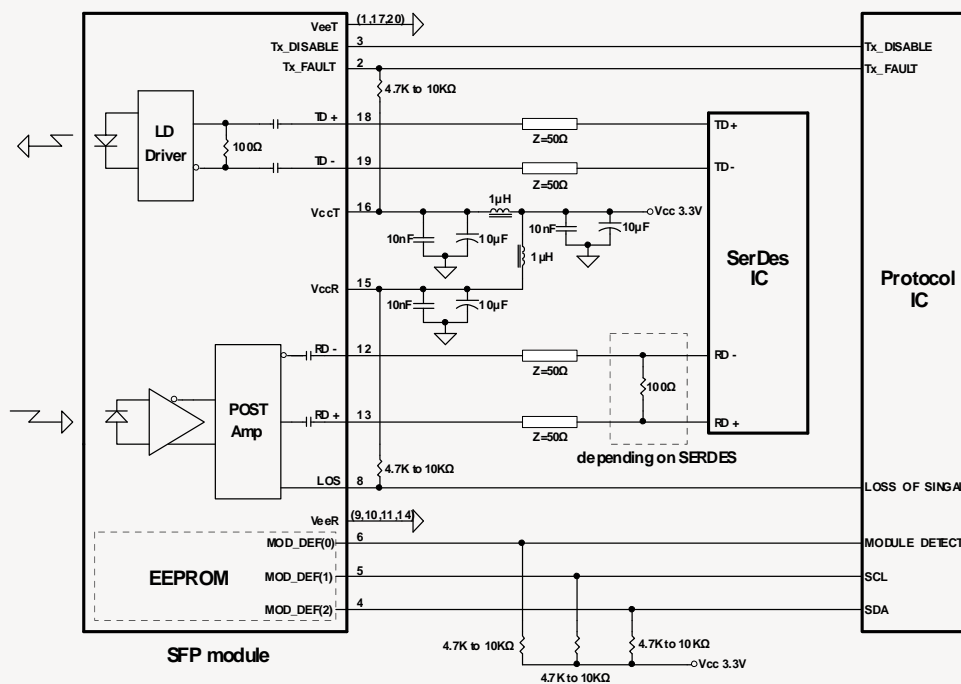 VeeT (1,17,20)
Tx_DISABLE 3 Tx_DISABLE
Tx_FAULT 2 Tx_FAULT
4.7K to 10KΩ
LD Driver
100Ω
TD+ 18 TD+
Z=50Ω
TD- 19 TD-
Z=50Ω
1μH
VccT 16 Vcc 3.3V
10nF 10μF 10nF 10μF
1μH
SerDes IC
Protocol IC
VccR 15
10nF 10μF
RD - 12 RD -
Z=50Ω
100Ω
POST Amp
RD+ 13 RD+
Z=50Ω
depending on SERDES
4.7K to 10KΩ
LOS 8 LOSS OF SINGAL
VeeR (9,10,11,14)
MOD_DEF(0) 6 MODULE DETECT
EEPROM
MOD_DEF(1) 5 SCL
MOD_DEF(2) 4 SDA
4.7K to 10KΩ 4.7K to 10KΩ
SFP module
Vcc 3.3V
4.7K to 10KΩ